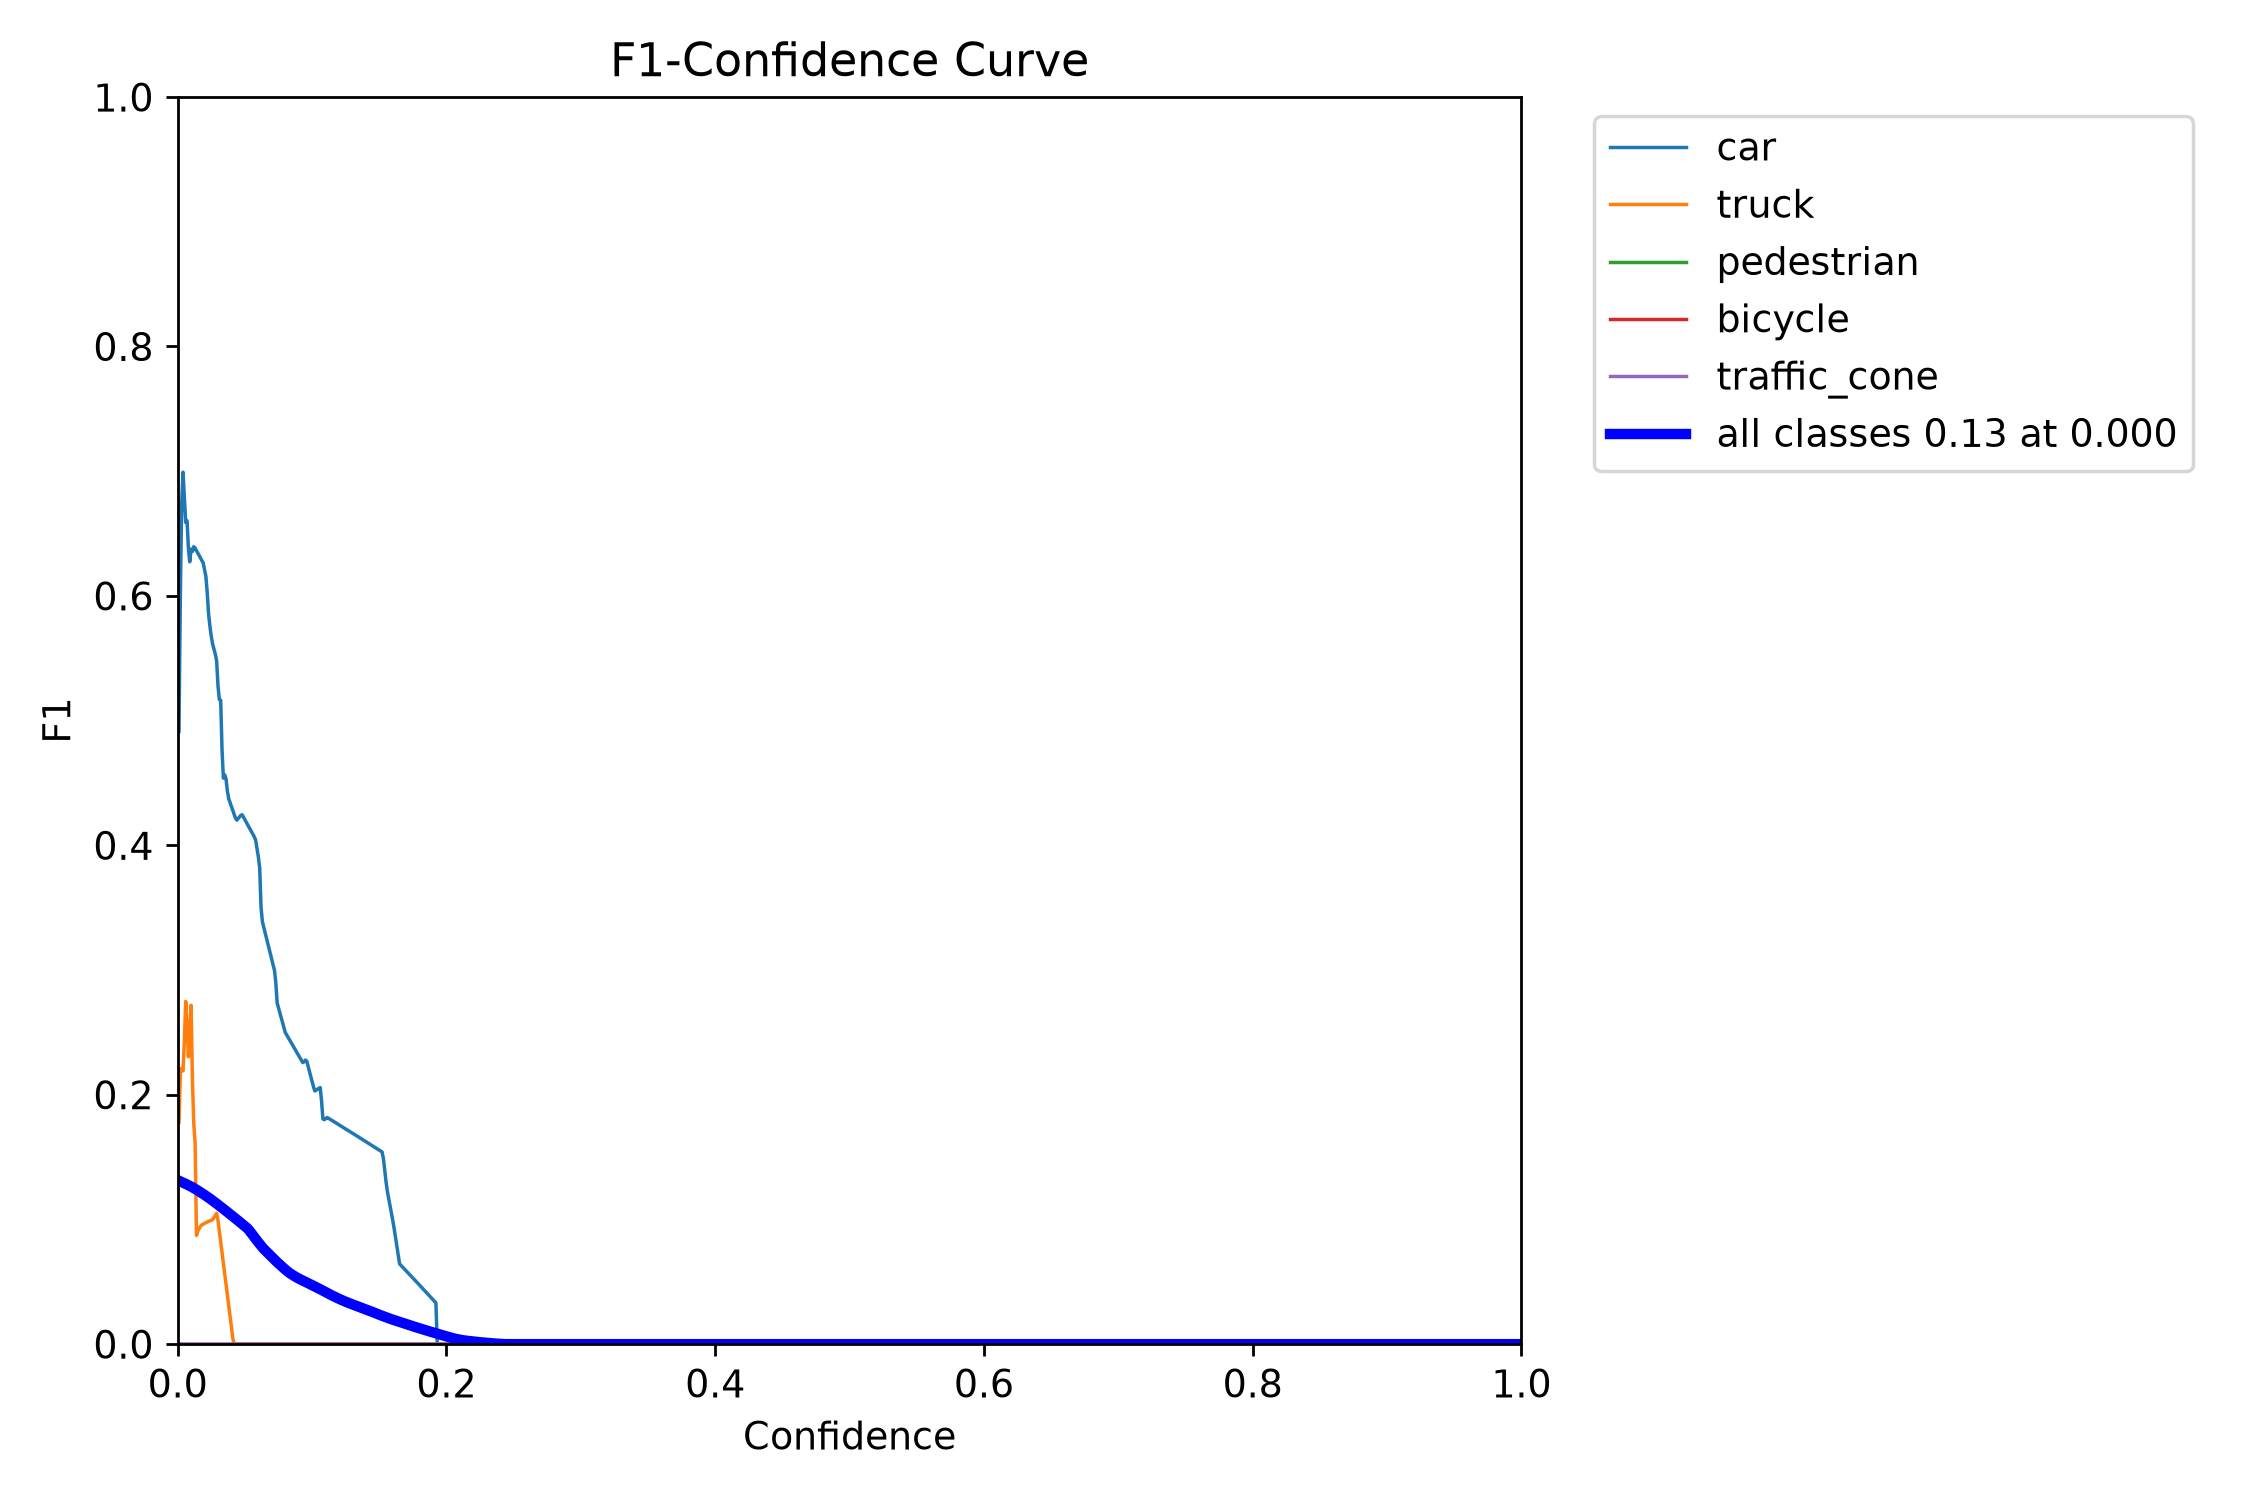 F1-Confidence Curve
1.0
0.8
0.6
0.4
0.2
0.0
F1
0.0 0.2 0.4 0.6 0.8 1.0
Confidence
car
truck
pedestrian
bicycle
traffic_cone
all classes 0.13 at 0.000